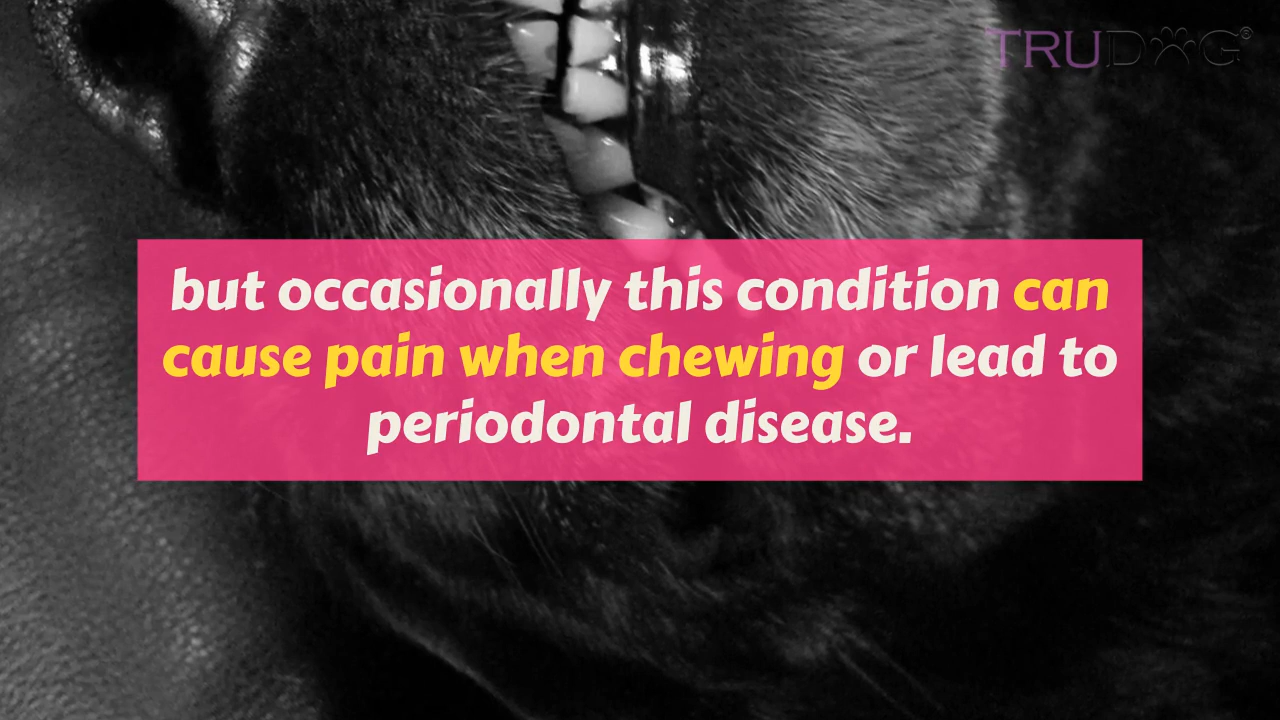 TRUDOG®
but occasionally this condition can
cause pain when chewing or lead to
periodontal disease.